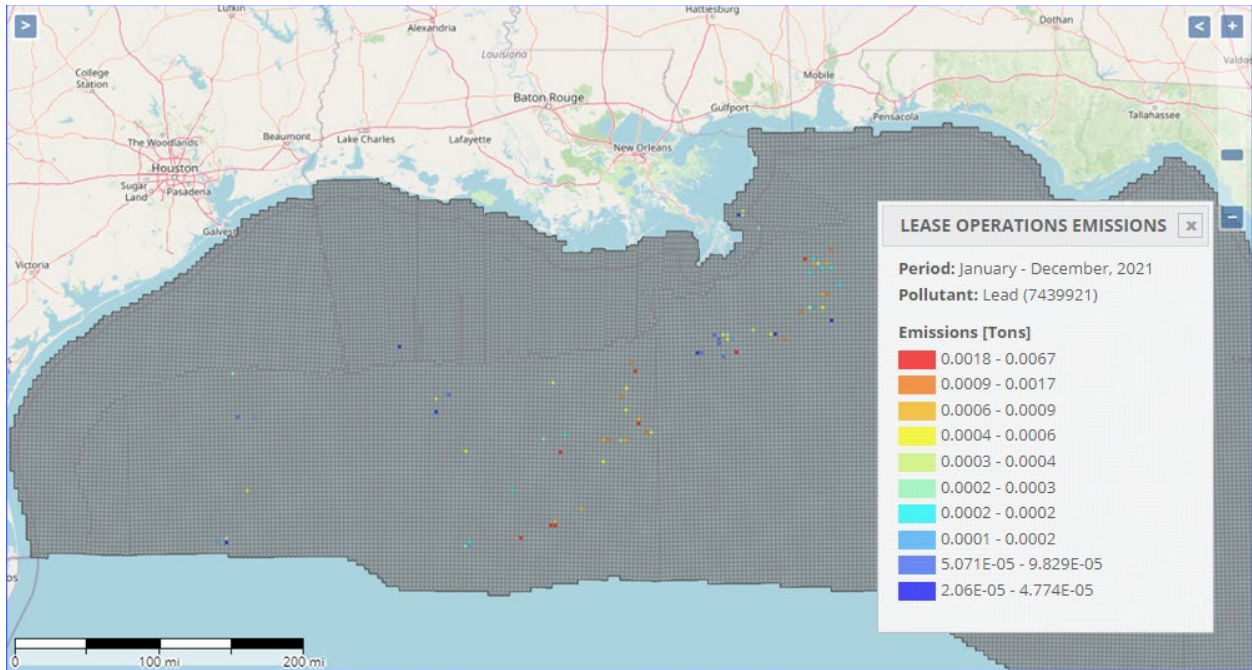 Lufkin
Hattiesburg
Dothan
>
Alexandria
<
+
Louisiana
Valdos
College
Station
Mobile
Baton Rouge
Gulfport
Pensacola
Tallahassee
The Woodlands
Beaumont
Lake Charles
Lafayette
New Orleans
Houston
Sugar
Land
Pasadena
Galvest
Victoria
−
LEASE OPERATIONS EMISSIONS
x
Period: January - December, 2021
Pollutant: Lead (7439921)
Emissions [Tons]
0.0018 - 0.0067
0.0009 - 0.0017
0.0006 - 0.0009
0.0004 - 0.0006
0.0003 - 0.0004
0.0002 - 0.0003
0.0002 - 0.0002
0.0001 - 0.0002
5.071E-05 - 9.829E-05
2.06E-05 - 4.774E-05
os
0
100 mi
200 mi